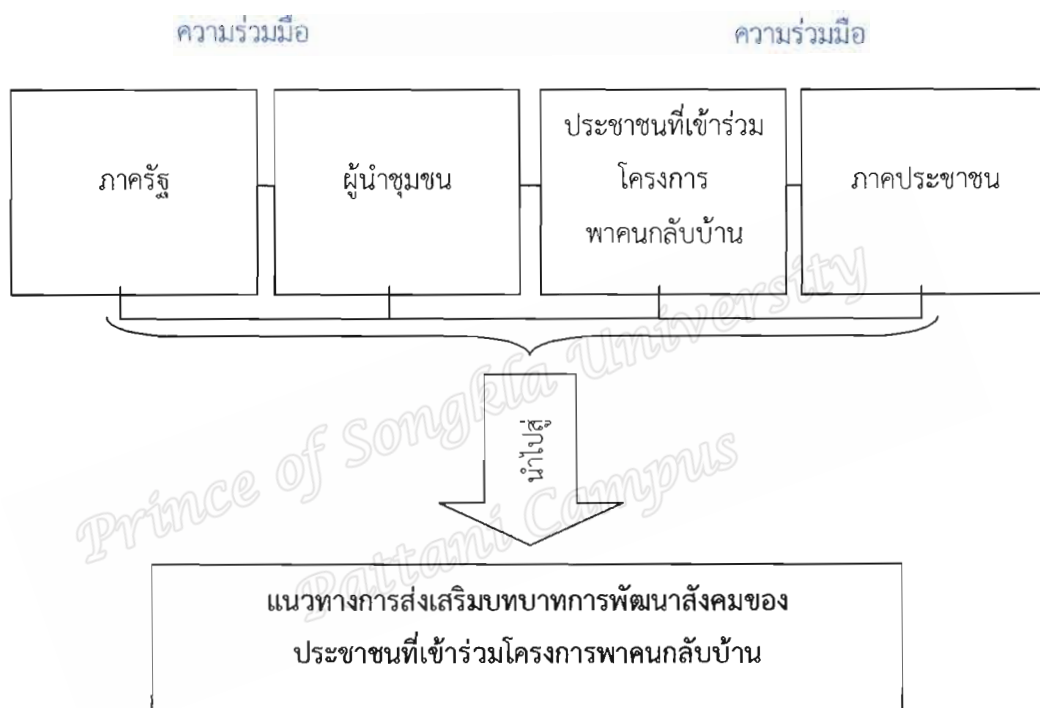 ความร่วมมือ ความร่วมมือ
ภาครัฐ
ผู้นำชุมชน
ประชาชนที่เข้าร่วม
โครงการ
พาคนกลับบ้าน
ภาคประชาชน
นำไปสู่
Prince of Songkla University
Pattani Campus
แนวทางการส่งเสริมบทบาทการพัฒนาสังคมของ
ประชาชนที่เข้าร่วมโครงการพาคนกลับบ้าน